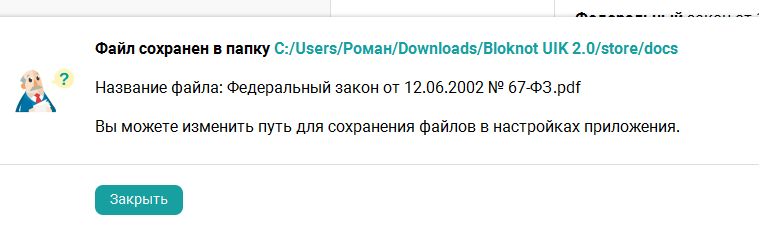 Федеральный закон от
Файл сохранен в папку C:/Users/Роман/Downloads/Bloknot UIK 2.0/store/docs
?
Название файла: Федеральный закон от 12.06.2002 № 67-ФЗ.pdf
Вы можете изменить путь для сохранения файлов в настройках приложения.
Закрыть